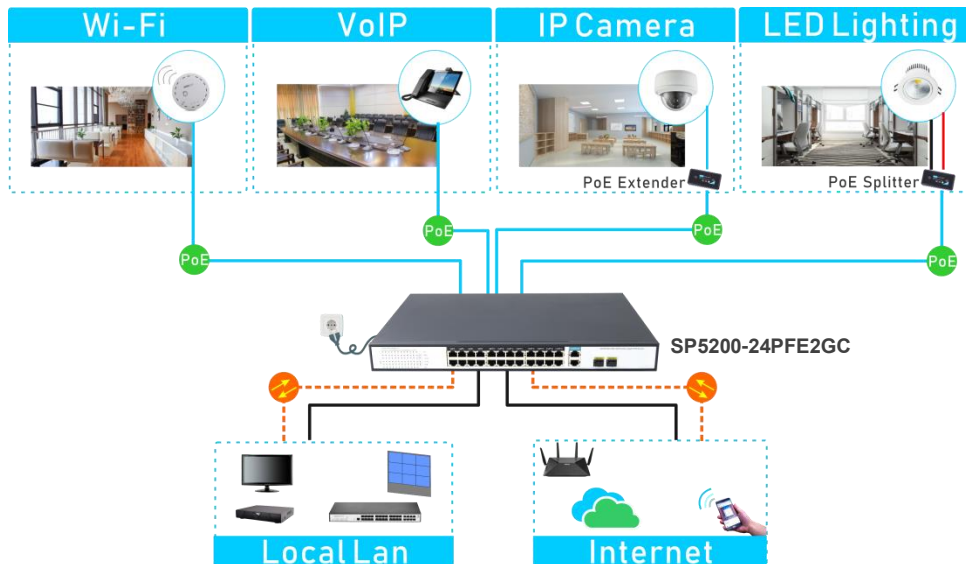 Wi-Fi
VoIP
IP Camera
LED Lighting
PoE Extender
PoE Splitter
PoE
PoE
PoE
PoE
SP5200-24PFE2GC
Local Lan
Internet